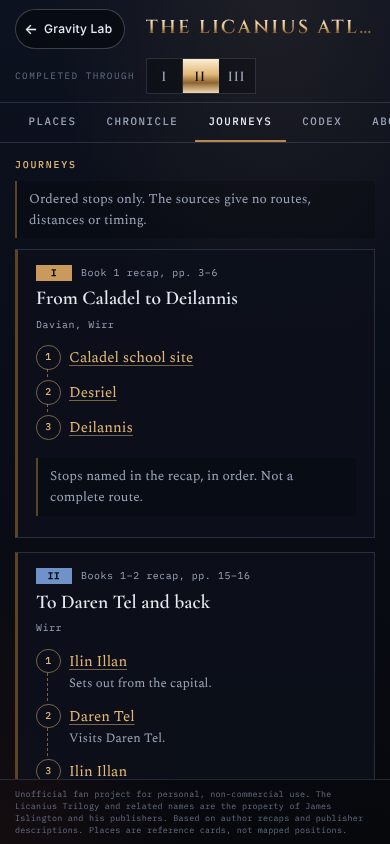 ← Gravity Lab
THE LICANIUS ATL…
COMPLETED THROUGH
I II III
PLACES CHRONICLE JOURNEYS CODEX AB
JOURNEYS
Ordered stops only. The sources give no routes,
distances or timing.
I Book 1 recap, pp. 3–6
From Caladel to Deilannis
Davian, Wirr
1 Caladel school site
2 Desriel
3 Deilannis
Stops named in the recap, in order. Not a
complete route.
II Books 1–2 recap, pp. 15–16
To Daren Tel and back
Wirr
1 Ilin Illan
Sets out from the capital.
2 Daren Tel
Visits Daren Tel.
3 Ilin Illan
Unofficial fan project for personal, non-commercial use. The
Licanius Trilogy and related names are the property of James
Islington and his publishers. Based on author recaps and publisher
descriptions. Places are reference cards, not mapped positions.